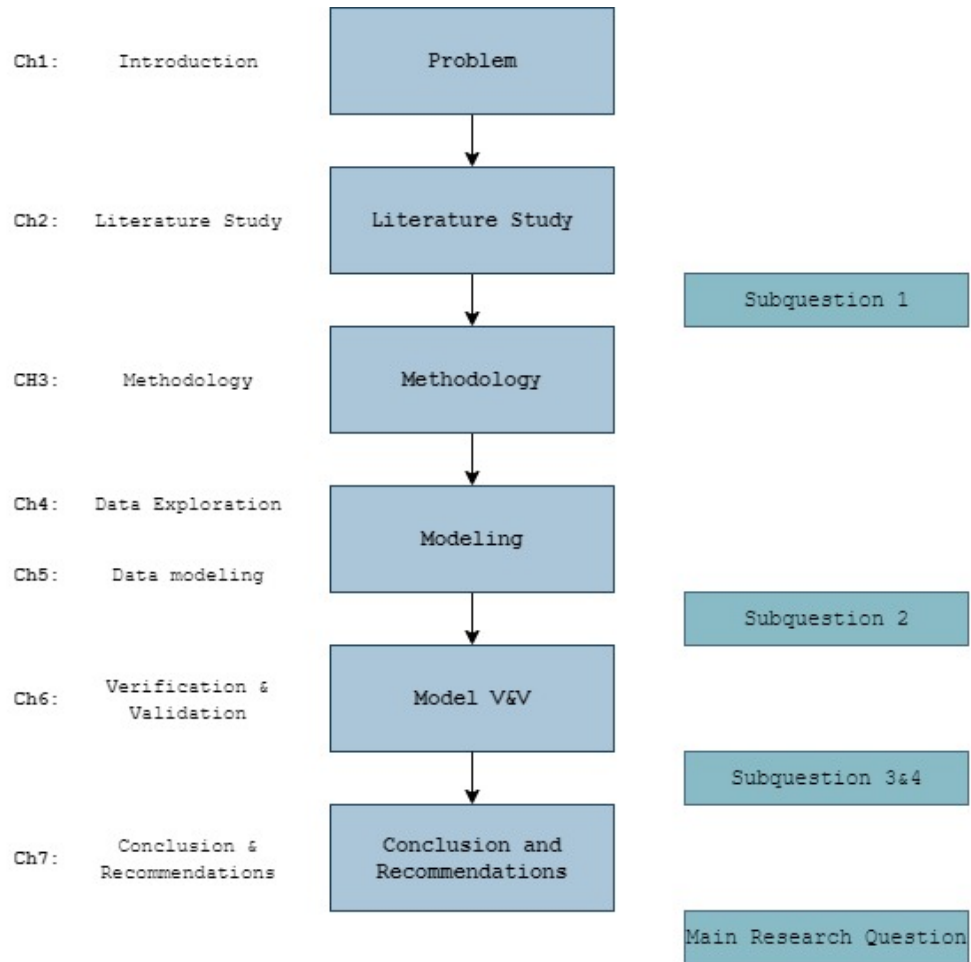 Ch1: Introduction Problem
Ch2: Literature Study Literature Study
Subquestion 1
CH3: Methodology Methodology
Ch4: Data Exploration
Modeling
Ch5: Data modeling
Subquestion 2
Ch6: Verification &
Validation
Model V&V
Subquestion 3&4
Ch7: Conclusion &
Recommendations
Conclusion and
Recommendations
Main Research Question